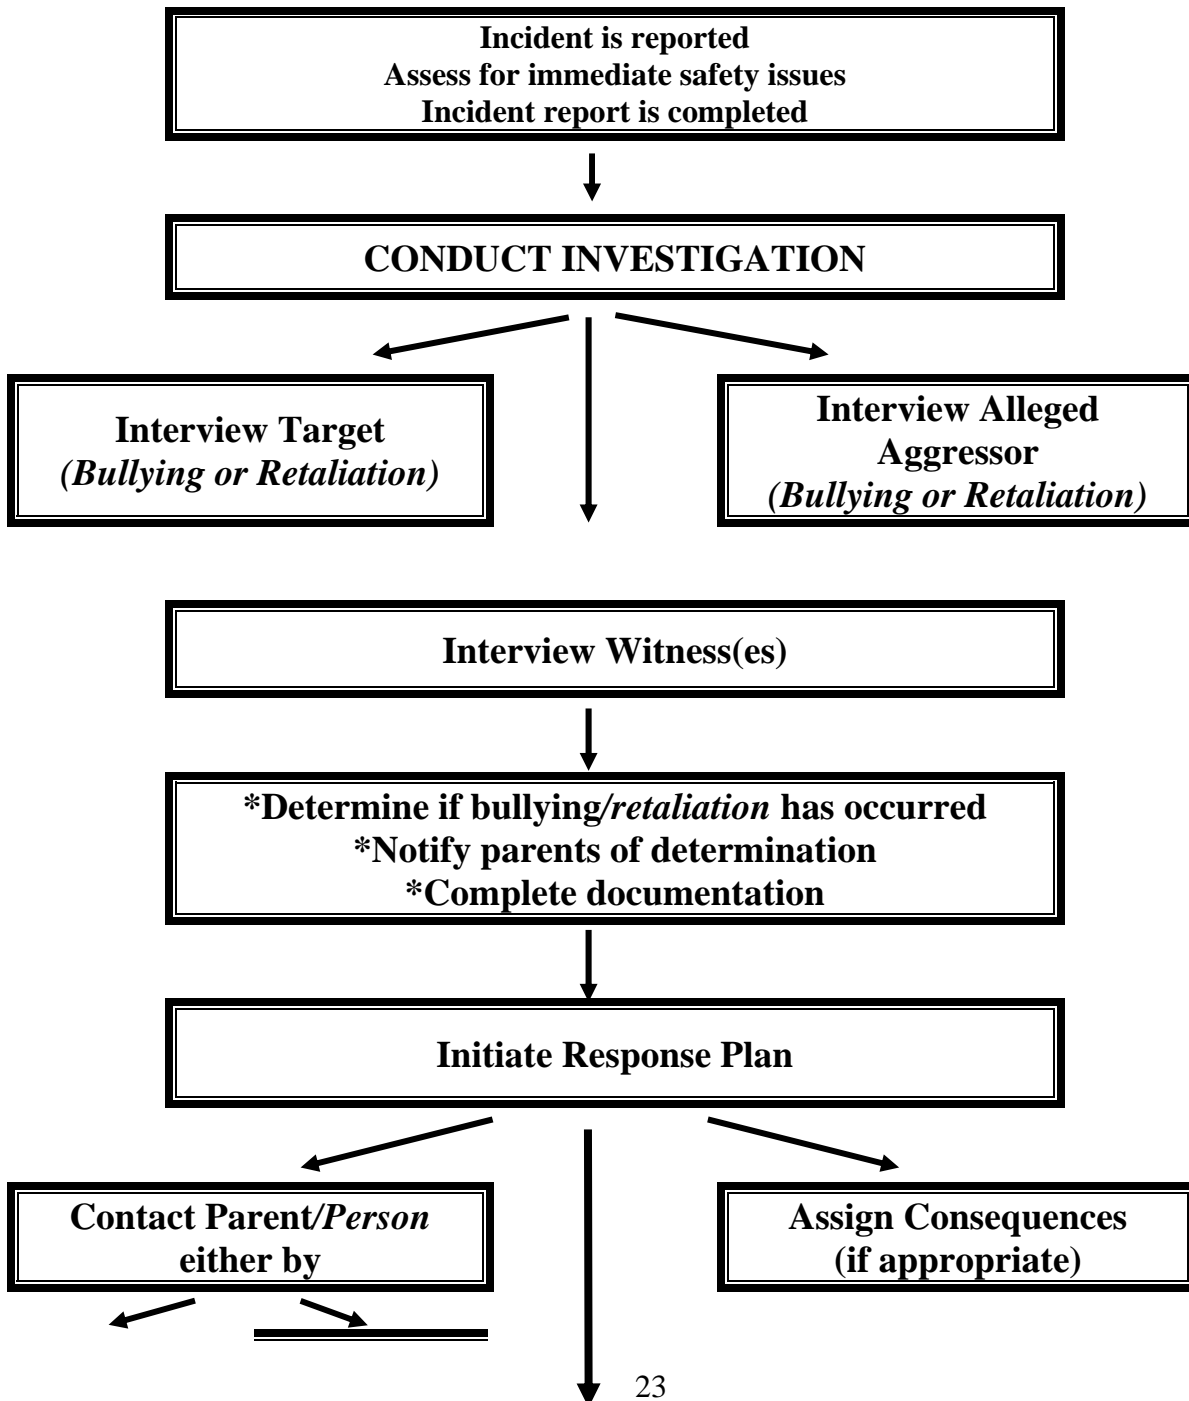 Incident is reported
Assess for immediate safety issues
Incident report is completed
CONDUCT INVESTIGATION
Interview Target
(Bullying or Retaliation)
Interview Alleged
Aggressor
(Bullying or Retaliation)
Interview Witness(es)
*Determine if bullying/retaliation has occurred
*Notify parents of determination
*Complete documentation
Initiate Response Plan
Contact Parent/Person
either by
Assign Consequences
(if appropriate)
23